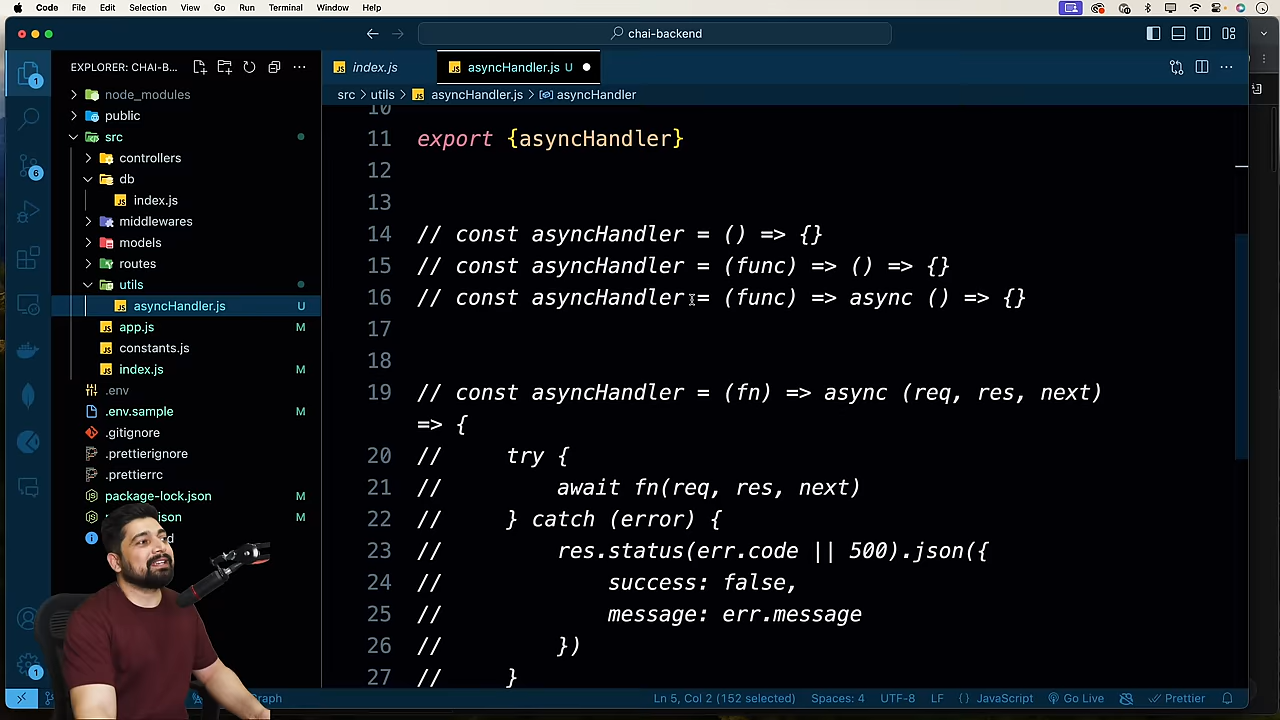 Code File Edit Selection View Go Run Terminal Window Help
chai-backend
EXPLORER: CHAI-B...
index.js
asyncHandler.js U
src > utils > asyncHandler.js > asyncHandler
node_modules
public
src
controllers
db
index.js
middlewares
models
routes
utils
asyncHandler.js U
app.js M
constants.js
index.js M
.env
.env.sample M
.gitignore
.prettierignore
.prettierrc
package-lock.json M
M
1
6
1
10
11 export {asyncHandler}
12
13
14 // const asyncHandler = () => {}
15 // const asyncHandler = (func) => () => {}
16 // const asyncHandler = (func) => async () => {}
17
18
19 // const asyncHandler = (fn) => async (req, res, next)
=> {
20 //     try {
21 //         await fn(req, res, next)
22 //     } catch (error) {
23 //         res.status(err.code || 500).json({
24 //             success: false,
25 //             message: err.message
26 //         })
27 //     }
Ln 5, Col 2 (152 selected) Spaces: 4 UTF-8 LF {} JavaScript Go Live Prettier